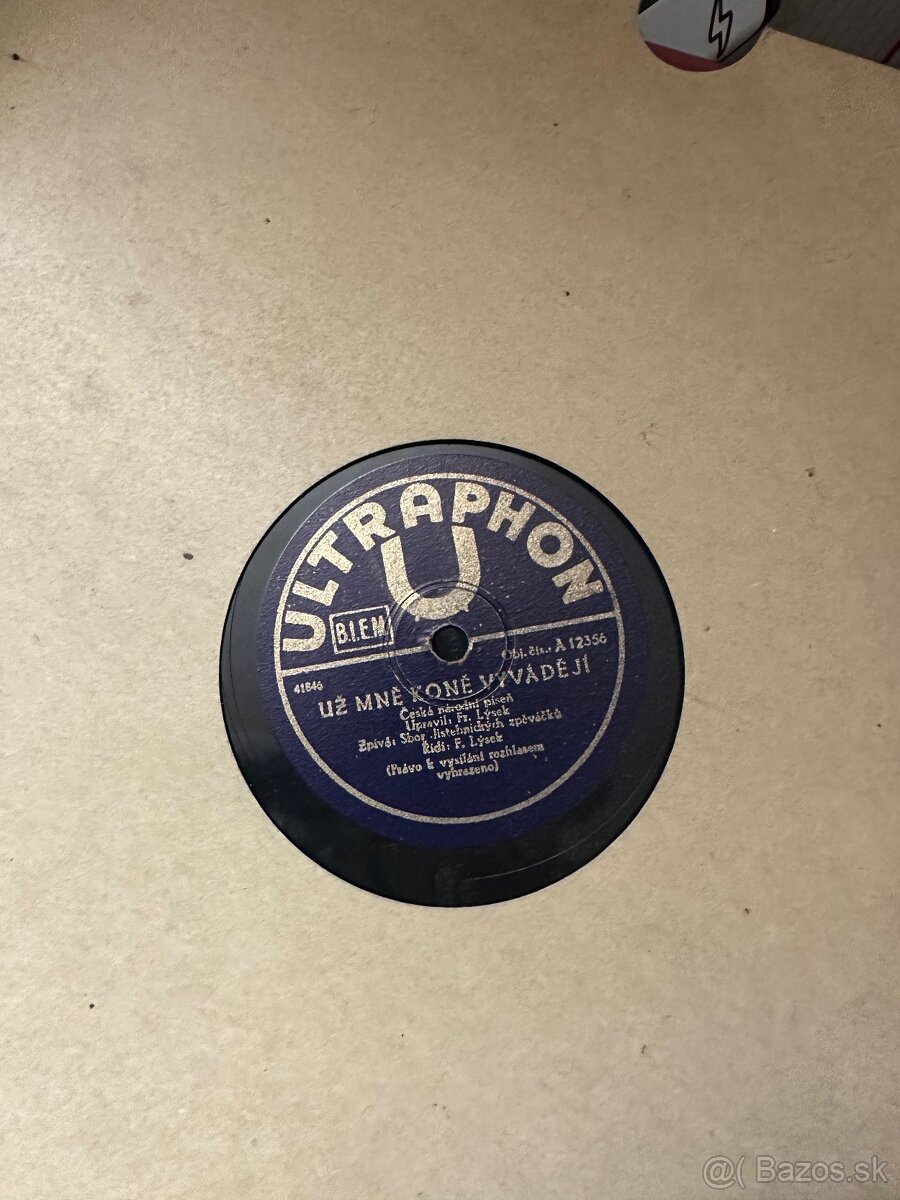 ULTRAPHON
U
B.I.E.M.
Obj. čís.: A 12356
41846
UŽ MNĚ KONĚ VYVÁDĚJÍ
Česká národní píseň
Upravil: Fr. Lýsek
Zpívá: Sbor jistebnických zpěváčků
Řídí: F. Lýsek
(Právo k vysílání rozhlasem
vyhrazeno)
@( Bazos.sk